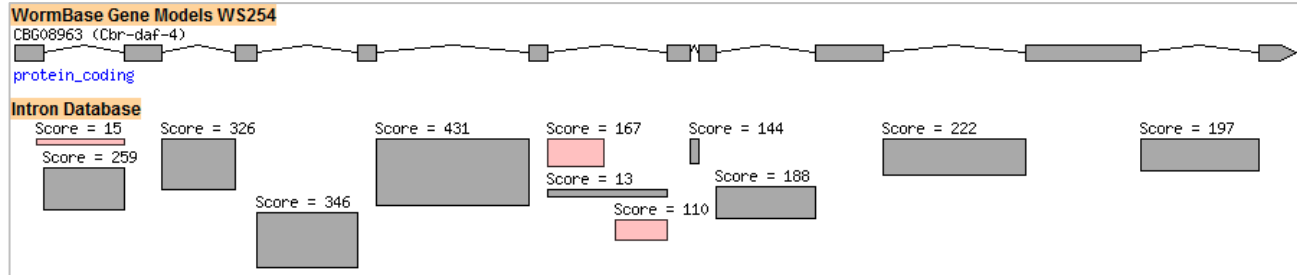 WormBase Gene Models WS254
CBG08963 (Cbr-daf-4)
protein_coding
Intron Database
Score = 15
Score = 326
Score = 431
Score = 167
Score = 144
Score = 222
Score = 197
Score = 259
Score = 13
Score = 188
Score = 346
Score = 110